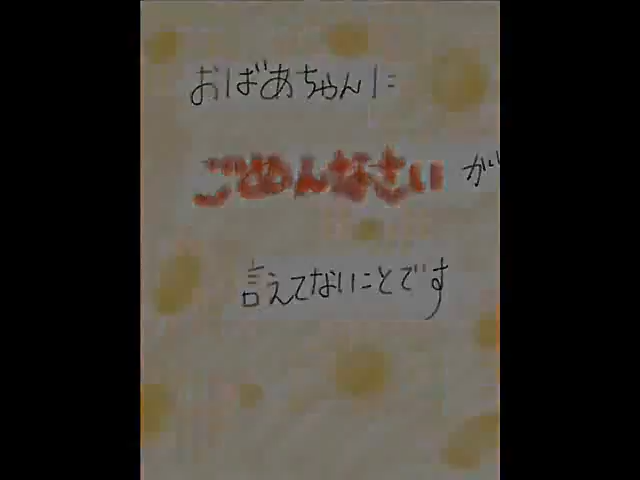 おばあちゃんに
ごめんなさいが
言えてないことです